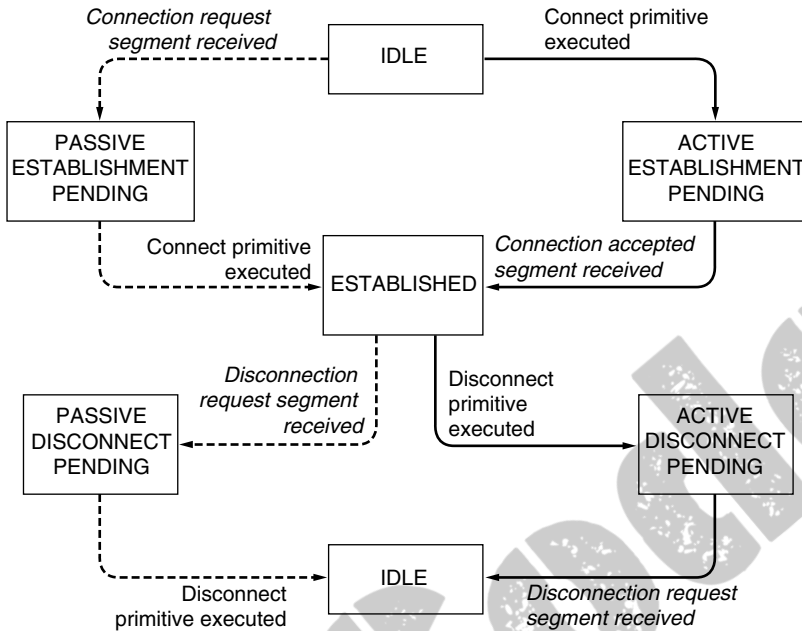 Connection request
segment received
IDLE
Connect primitive
executed
PASSIVE
ESTABLISHMENT
PENDING
ACTIVE
ESTABLISHMENT
PENDING
Connect primitive
executed
ESTABLISHED
Connection accepted
segment received
Disconnection
request segment
received
Disconnect
primitive
executed
PASSIVE
DISCONNECT
PENDING
ACTIVE
DISCONNECT
PENDING
Disconnect
primitive executed
IDLE
Disconnection request
segment received